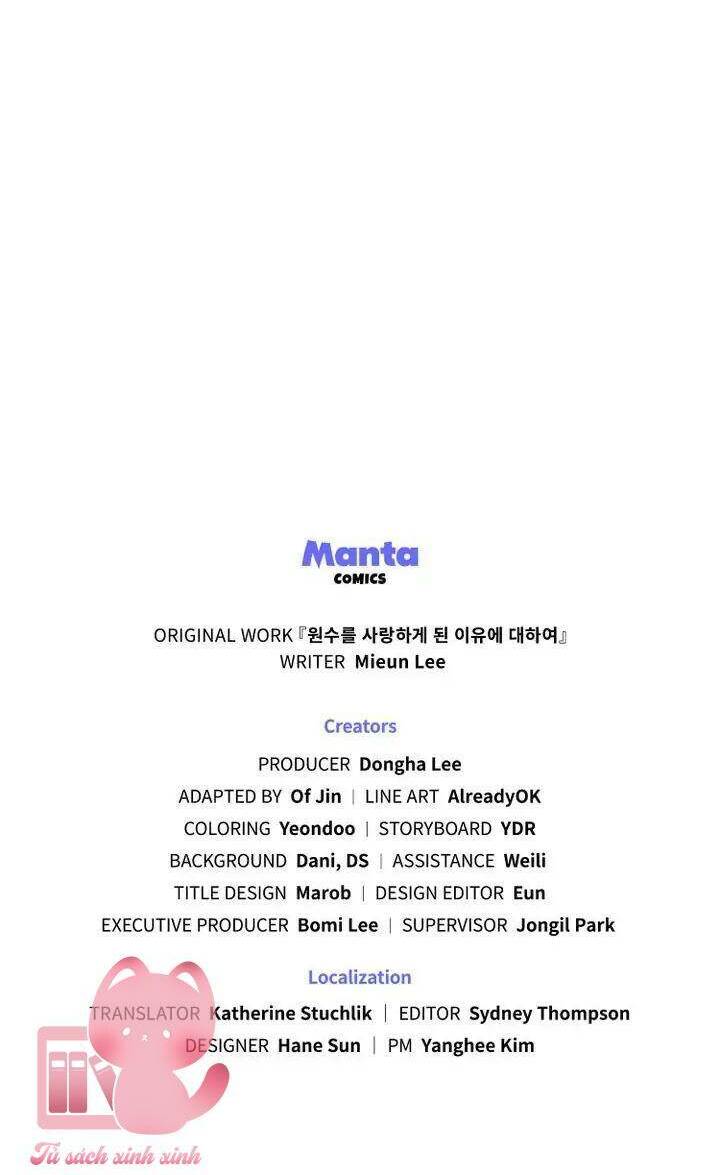 Manta
COMICS
ORIGINAL WORK『원수를 사랑하게 된 이유에 대하여』
WRITER Mieun Lee
Creators
PRODUCER Dongha Lee
ADAPTED BY Of Jin | LINE ART AlreadyOK
COLORING Yeondoo | STORYBOARD YDR
BACKGROUND Dani, DS | ASSISTANCE Weili
TITLE DESIGN Marob | DESIGN EDITOR Eun
EXECUTIVE PRODUCER Bomi Lee | SUPERVISOR Jongil Park
Localization
TRANSLATOR Katherine Stuchlik | EDITOR Sydney Thompson
DESIGNER Hane Sun | PM Yanghee Kim
Tủ sách xinh xinh